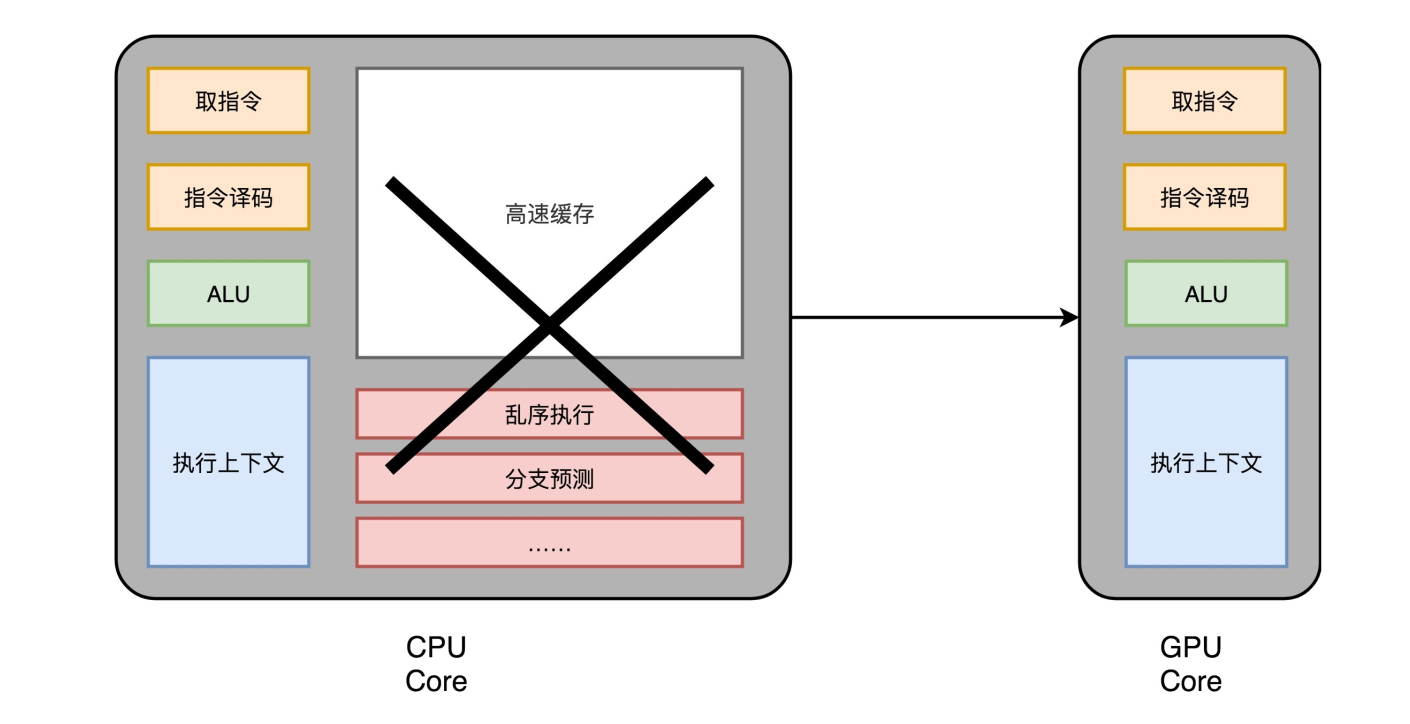 取指令
指令译码
ALU
执行上下文
高速缓存
乱序执行
分支预测
……
CPU
Core
取指令
指令译码
ALU
执行上下文
GPU
Core